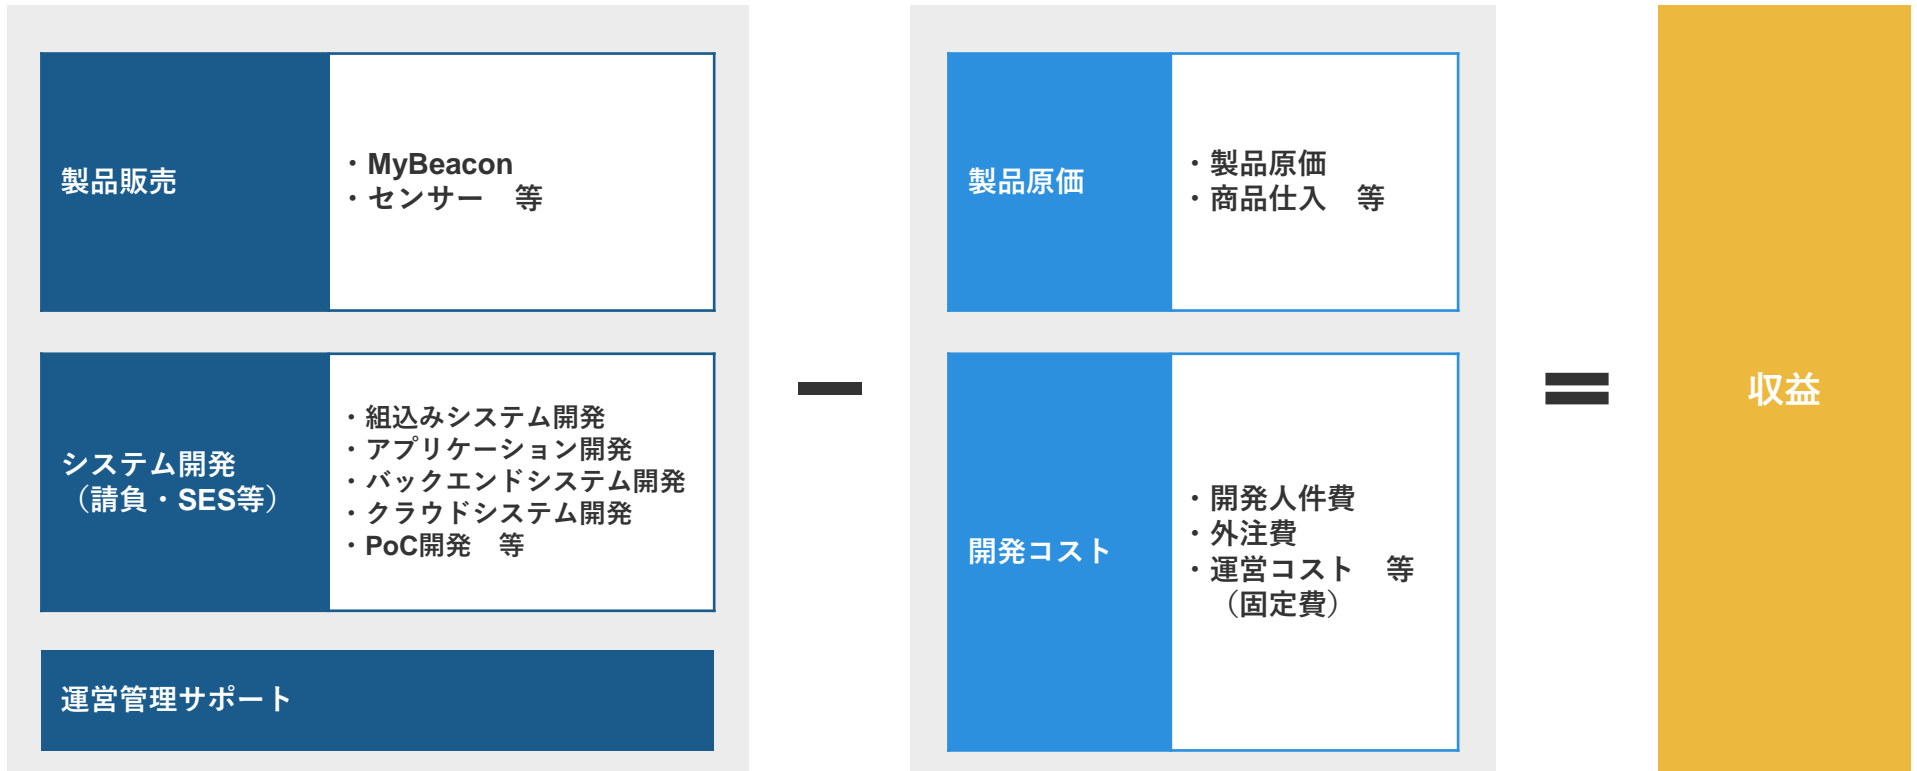 製品販売
・MyBeacon
・センサー　等
システム開発
（請負・SES等）
・組込みシステム開発
・アプリケーション開発
・バックエンドシステム開発
・クラウドシステム開発
・PoC開発　等
運営管理サポート
ー
製品原価
・製品原価
・商品仕入　等
開発コスト
・開発人件費
・外注費
・運営コスト　等
（固定費）
＝
収益